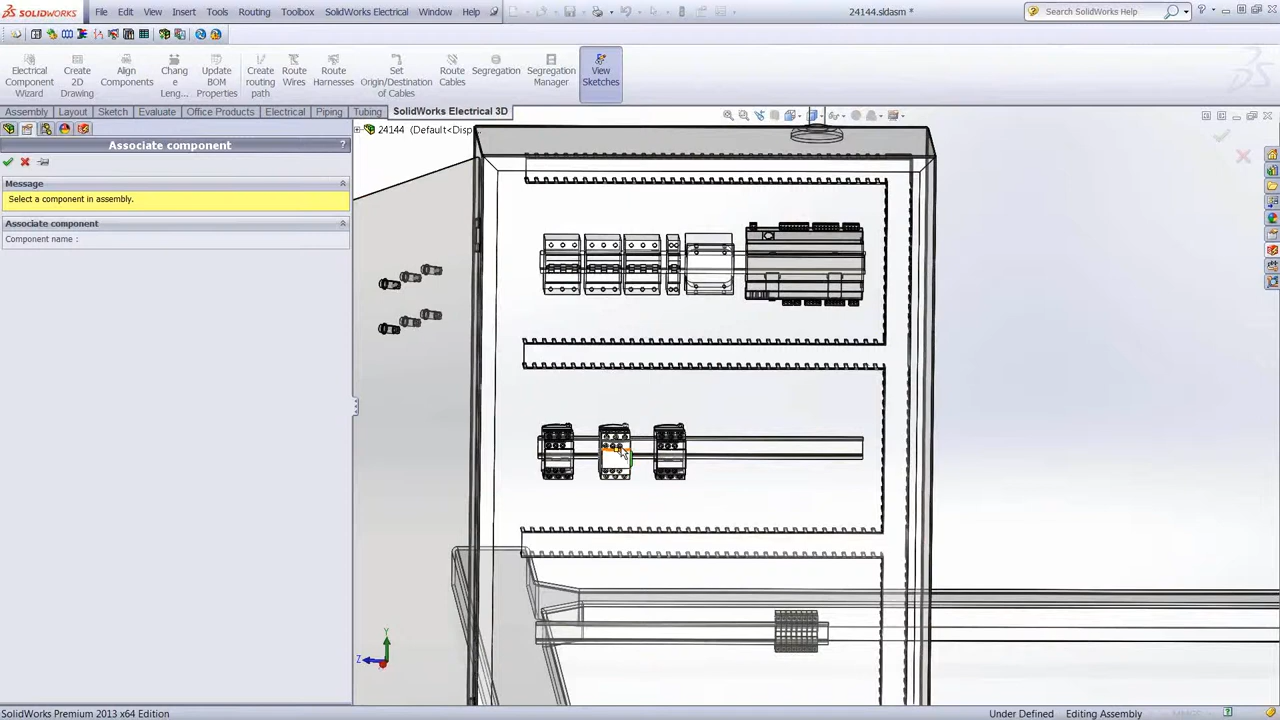 SOLIDWORKS File Edit View Insert Tools Routing Toolbox SolidWorks Electrical Window Help 24144.sldasm * Search SolidWorks Help
Electrical Component Wizard
Create 2D Drawing
Align Components
Chang e Leng...
Update BOM Properties
Create routing path
Route Wires
Route Harnesses
Set Origin/Destination of Cables
Route Cables
Segregation
Segregation Manager
View Sketches
Assembly Layout Sketch Evaluate Office Products Electrical Piping Tubing SolidWorks Electrical 3D
24144 (Default<Disp
Associate component ?
Message
Select a component in assembly.
Associate component
Component name :
Y
Z
SolidWorks Premium 2013 x64 Edition Under Defined Editing Assembly MMGS